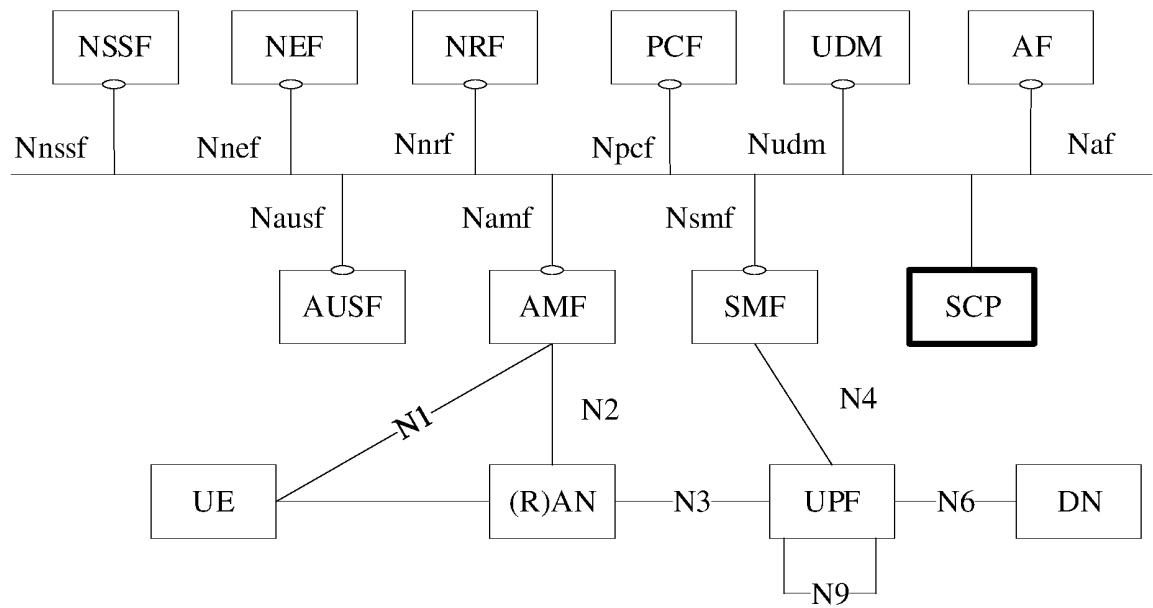 NSSF NEF NRF PCF UDM AF
Nnssf Nnef Nnrf Npcf Nudm Naf
Nausf Namf Nsmf
AUSF AMF SMF SCP
N1 N2 N4
UE (R)AN N3 UPF N6 DN
N9